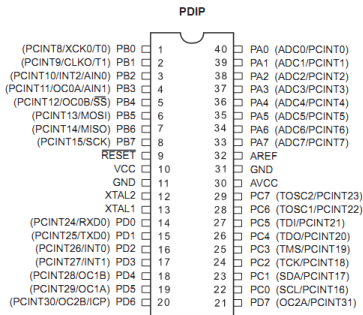 PDIP
(PCINT8/XCK0/T0) PB0 1 40 PA0 (ADC0/PCINT0)
(PCINT9/CLKO/T1) PB1 2 39 PA1 (ADC1/PCINT1)
(PCINT10/INT2/AIN0) PB2 3 38 PA2 (ADC2/PCINT2)
(PCINT11/OC0A/AIN1) PB3 4 37 PA3 (ADC3/PCINT3)
(PCINT12/OC0B/SS) PB4 5 36 PA4 (ADC4/PCINT4)
(PCINT13/MOSI) PB5 6 35 PA5 (ADC5/PCINT5)
(PCINT14/MISO) PB6 7 34 PA6 (ADC6/PCINT6)
(PCINT15/SCK) PB7 8 33 PA7 (ADC7/PCINT7)
RESET 9 32 AREF
VCC 10 31 GND
GND 11 30 AVCC
XTAL2 12 29 PC7 (TOSC2/PCINT23)
XTAL1 13 28 PC6 (TOSC1/PCINT22)
(PCINT24/RXD0) PD0 14 27 PC5 (TDI/PCINT21)
(PCINT25/TXD0) PD1 15 26 PC4 (TDO/PCINT20)
(PCINT26/INT0) PD2 16 25 PC3 (TMS/PCINT19)
(PCINT27/INT1) PD3 17 24 PC2 (TCK/PCINT18)
(PCINT28/OC1B) PD4 18 23 PC1 (SDA/PCINT17)
(PCINT29/OC1A) PD5 19 22 PC0 (SCL/PCINT16)
(PCINT30/OC2B/ICP) PD6 20 21 PD7 (OC2A/PCINT31)